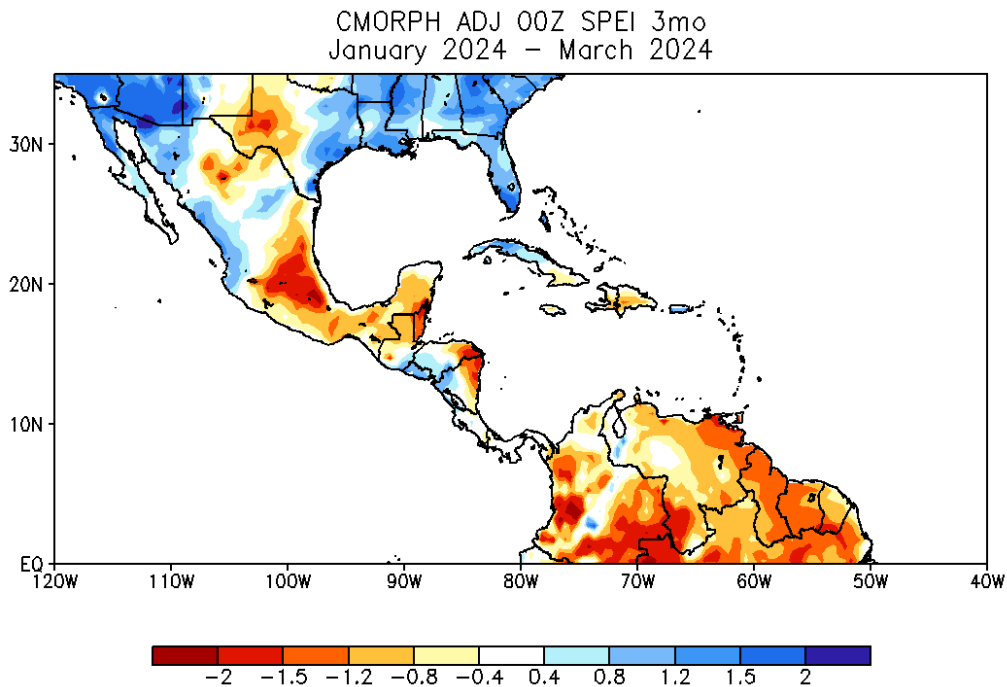 CMORPH ADJ 00Z SPEI 3mo
January 2024 – March 2024
30N
20N
10N
EQ
120W 110W 100W 90W 80W 70W 60W 50W 40W
−2 −1.5 −1.2 −0.8 −0.4 0.4 0.8 1.2 1.5 2